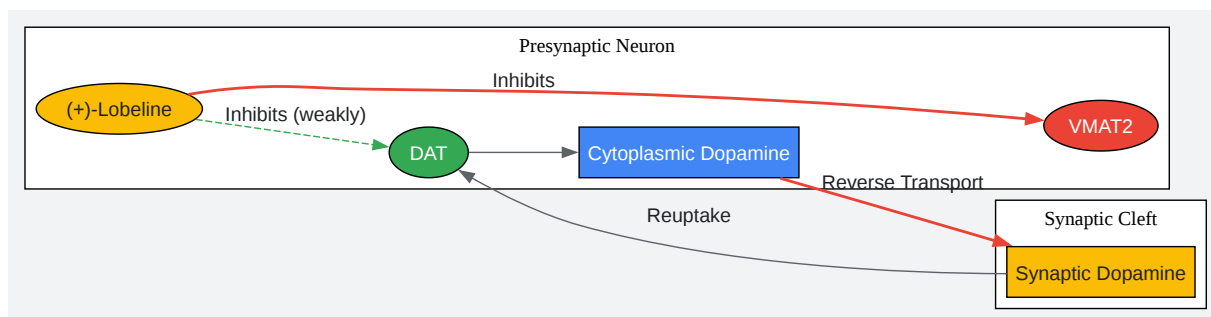 Presynaptic Neuron
Inhibits
(+)-Lobeline
Inhibits (weakly)
VMAT2
DAT
Cytoplasmic Dopamine
Reverse Transport
Reuptake
Synaptic Cleft
Synaptic Dopamine